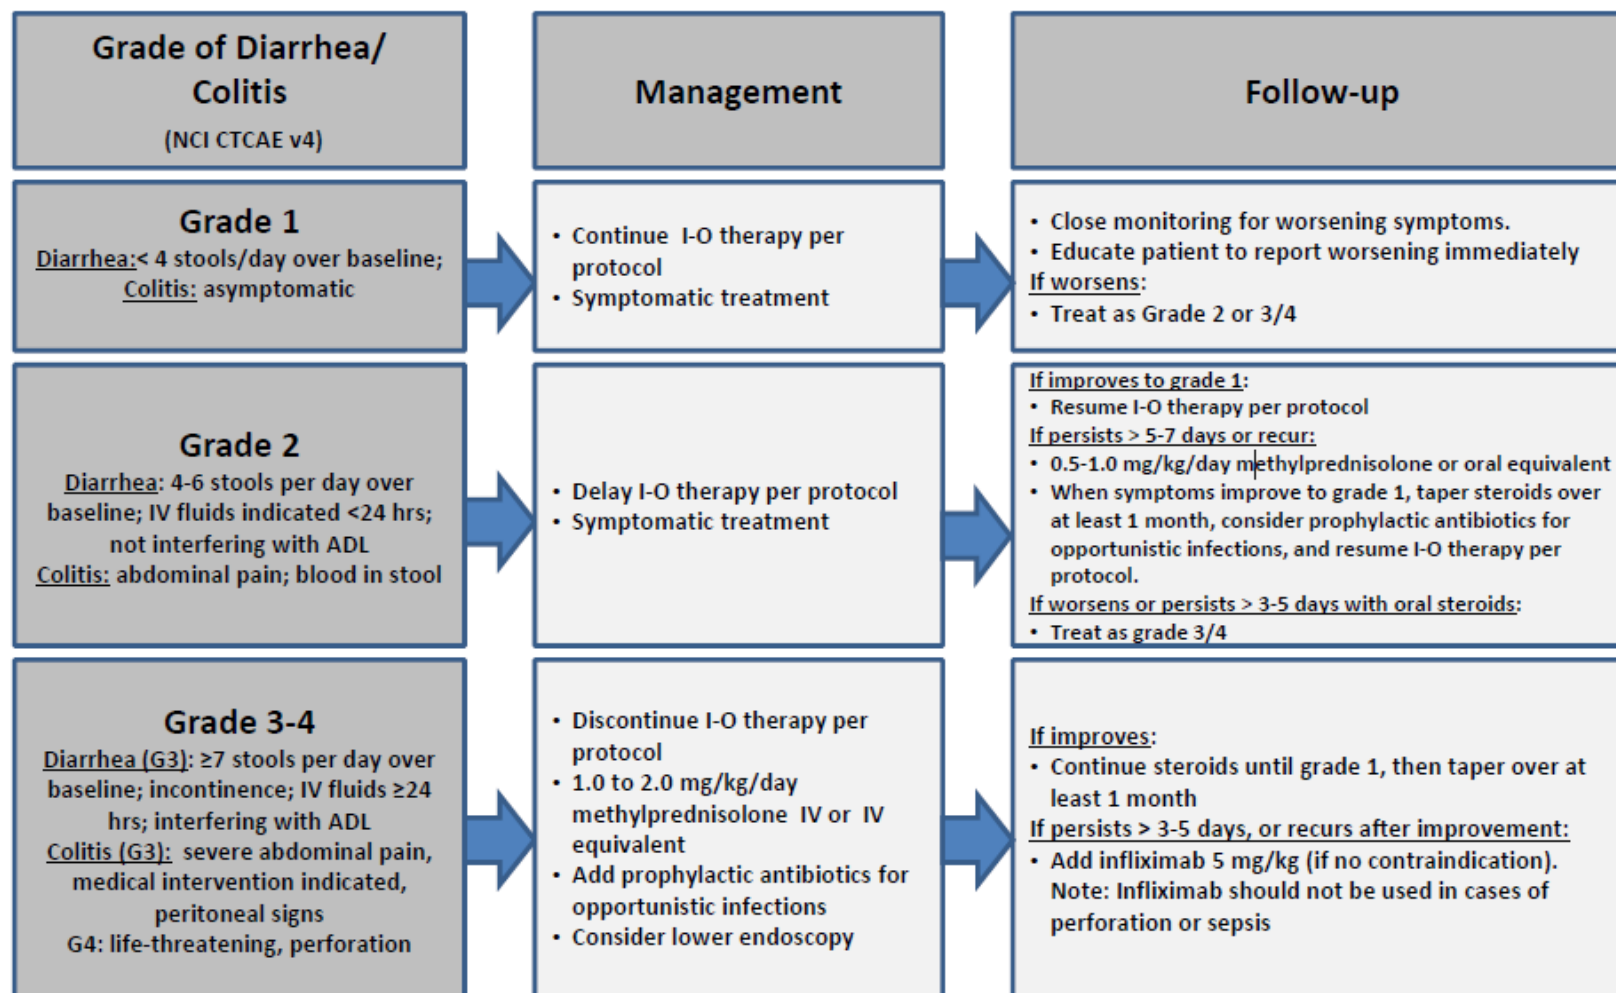 Grade of Diarrhea/
Colitis
(NCI CTCAE v4)
Management
Follow-up
Grade 1
Diarrhea:< 4 stools/day over baseline;
Colitis: asymptomatic
• Continue I-O therapy per
protocol
• Symptomatic treatment
• Close monitoring for worsening symptoms.
• Educate patient to report worsening immediately
If worsens:
• Treat as Grade 2 or 3/4
Grade 2
Diarrhea: 4-6 stools per day over
baseline; IV fluids indicated <24 hrs;
not interfering with ADL
Colitis: abdominal pain; blood in stool
• Delay I-O therapy per protocol
• Symptomatic treatment
If improves to grade 1:
• Resume I-O therapy per protocol
If persists > 5-7 days or recur:
• 0.5-1.0 mg/kg/day methylprednisolone or oral equivalent
• When symptoms improve to grade 1, taper steroids over
at least 1 month, consider prophylactic antibiotics for
opportunistic infections, and resume I-O therapy per
protocol.
If worsens or persists > 3-5 days with oral steroids:
• Treat as grade 3/4
Grade 3-4
Diarrhea (G3): ≥7 stools per day over
baseline; incontinence; IV fluids ≥24
hrs; interfering with ADL
Colitis (G3): severe abdominal pain,
medical intervention indicated,
peritoneal signs
G4: life-threatening, perforation
• Discontinue I-O therapy per
protocol
• 1.0 to 2.0 mg/kg/day
methylprednisolone IV or IV
equivalent
• Add prophylactic antibiotics for
opportunistic infections
• Consider lower endoscopy
If improves:
• Continue steroids until grade 1, then taper over at
least 1 month
If persists > 3-5 days, or recurs after improvement:
• Add infliximab 5 mg/kg (if no contraindication).
Note: Infliximab should not be used in cases of
perforation or sepsis